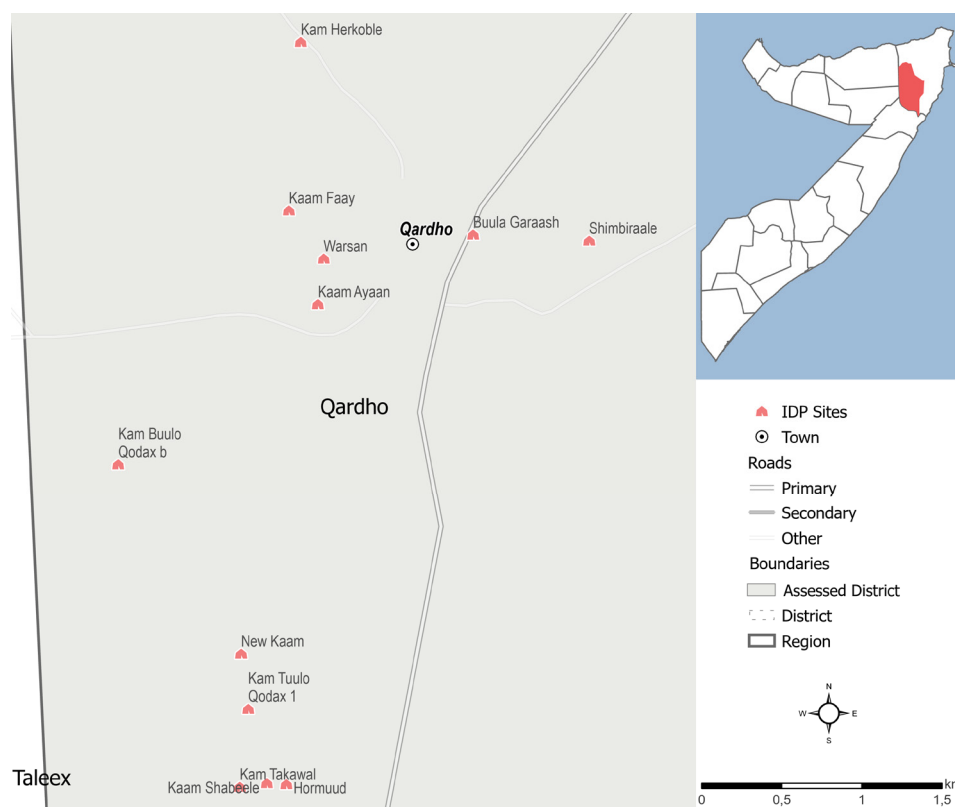 Kam Herkoble
Kaam Faay
Qardho
Buula Garaash
Shimbiraale
Warsan
Kaam Ayaan
Qardho
Kam Buulo
Qodax b
New Kaam
Kam Tuulo
Qodax 1
Taleex
Kam Takawal
Kaam Shabeele
Hormuud
IDP Sites
Town
Roads
Primary
Secondary
Other
Boundaries
Assessed District
District
Region
N
W
E
S
km
0
0,5
1
1,5